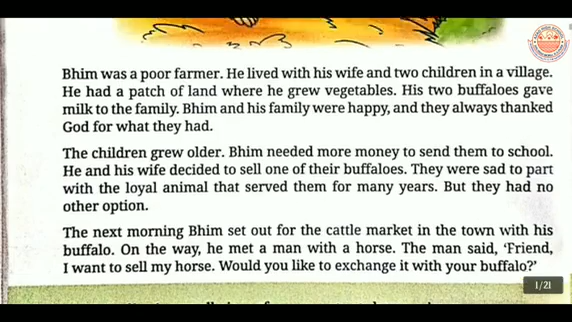 Bhim was a poor farmer. He lived with his wife and two children in a village.
He had a patch of land where he grew vegetables. His two buffaloes gave
milk to the family. Bhim and his family were happy, and they always thanked
God for what they had.
The children grew older. Bhim needed more money to send them to school.
He and his wife decided to sell one of their buffaloes. They were sad to part
with the loyal animal that served them for many years. But they had no
other option.
The next morning Bhim set out for the cattle market in the town with his
buffalo. On the way, he met a man with a horse. The man said, ‘Friend,
I want to sell my horse. Would you like to exchange it with your buffalo?’
1/21